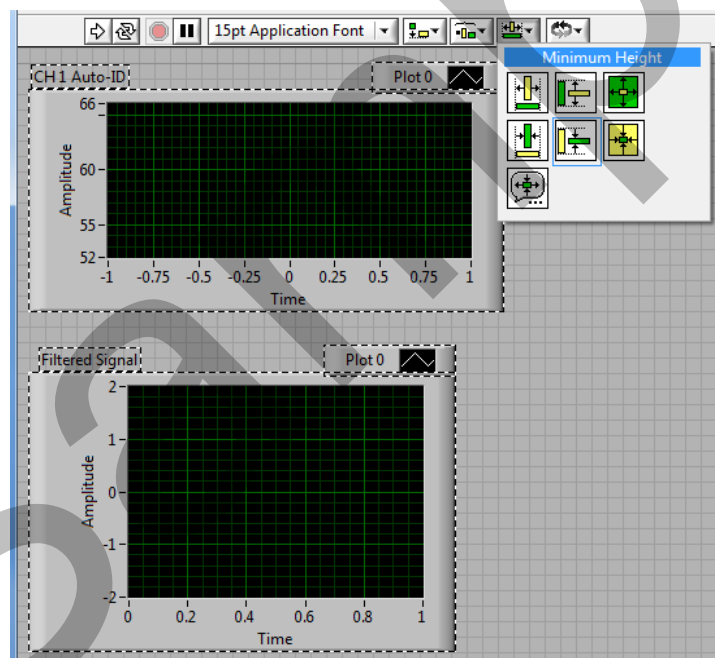 15pt Application Font
Minimum Height
CH 1 Auto-ID
Plot 0
66
60
55
52
Amplitude
-1 -0.75 -0.5 -0.25 0 0.25 0.5 0.75 1
Time
Filtered Signal
Plot 0
2
1
0
-1
-2
Amplitude
0 0.2 0.4 0.6 0.8 1
Time